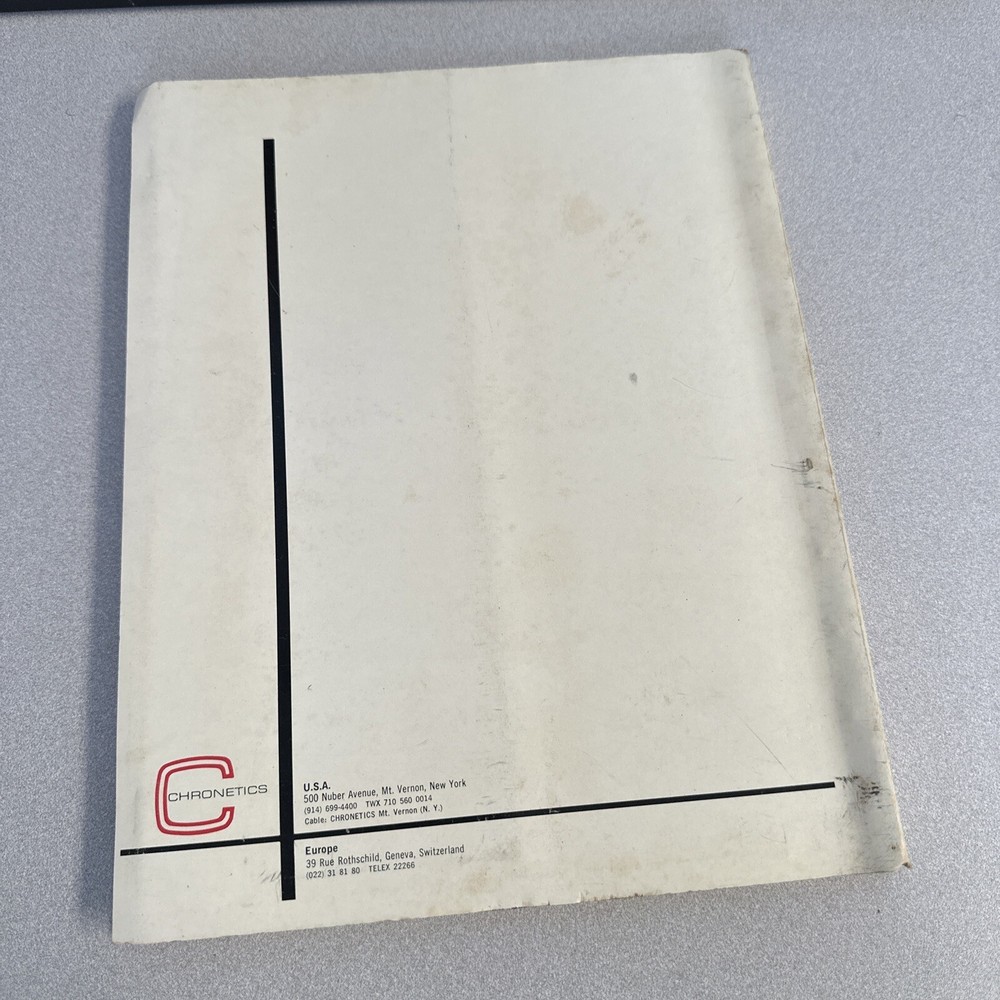 CHRONETICS
U.S.A.
500 Nuber Avenue, Mt. Vernon, New York
(914) 699-4400 TWX 710 560 0014
Cable: CHRONETICS Mt. Vernon (N. Y.)
Europe
39 Rue Rothschild, Geneva, Switzerland
(022) 31 81 80 TELEX 22266